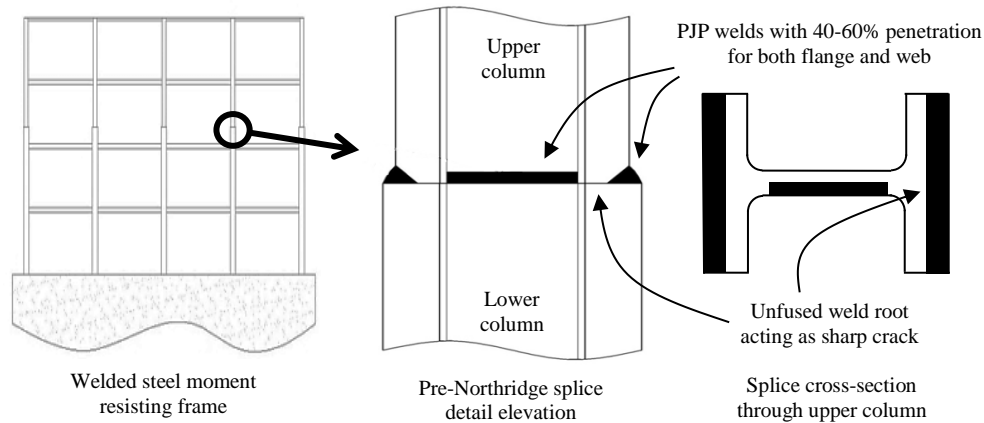 PJP welds with 40-60% penetration
for both flange and web
Upper
column
Lower
column
Unfused weld root
acting as sharp crack
Welded steel moment
resisting frame
Pre-Northridge splice
detail elevation
Splice cross-section
through upper column